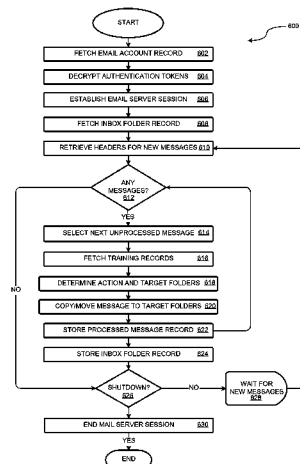 START
600
FETCH EMAIL ACCOUNT RECORD 602
DECRYPT AUTHENTICATION TOKENS 604
ESTABLISH EMAIL SERVER SESSION 606
FETCH INBOX FOLDER RECORD 608
RETRIEVE HEADERS FOR NEW MESSAGES 610
ANY
MESSAGES?
612
YES
SELECT NEXT UNPROCESSED MESSAGE 614
FETCH TRAINING RECORDS 616
DETERMINE ACTION AND TARGET FOLDERS 618
NO
COPY/MOVE MESSAGE TO TARGET FOLDERS 620
STORE PROCESSED MESSAGE RECORD 622
STORE INBOX FOLDER RECORD 624
SHUTDOWN?
626
NO
WAIT FOR
NEW MESSAGES
628
END MAIL SERVER SESSION 630
YES
END